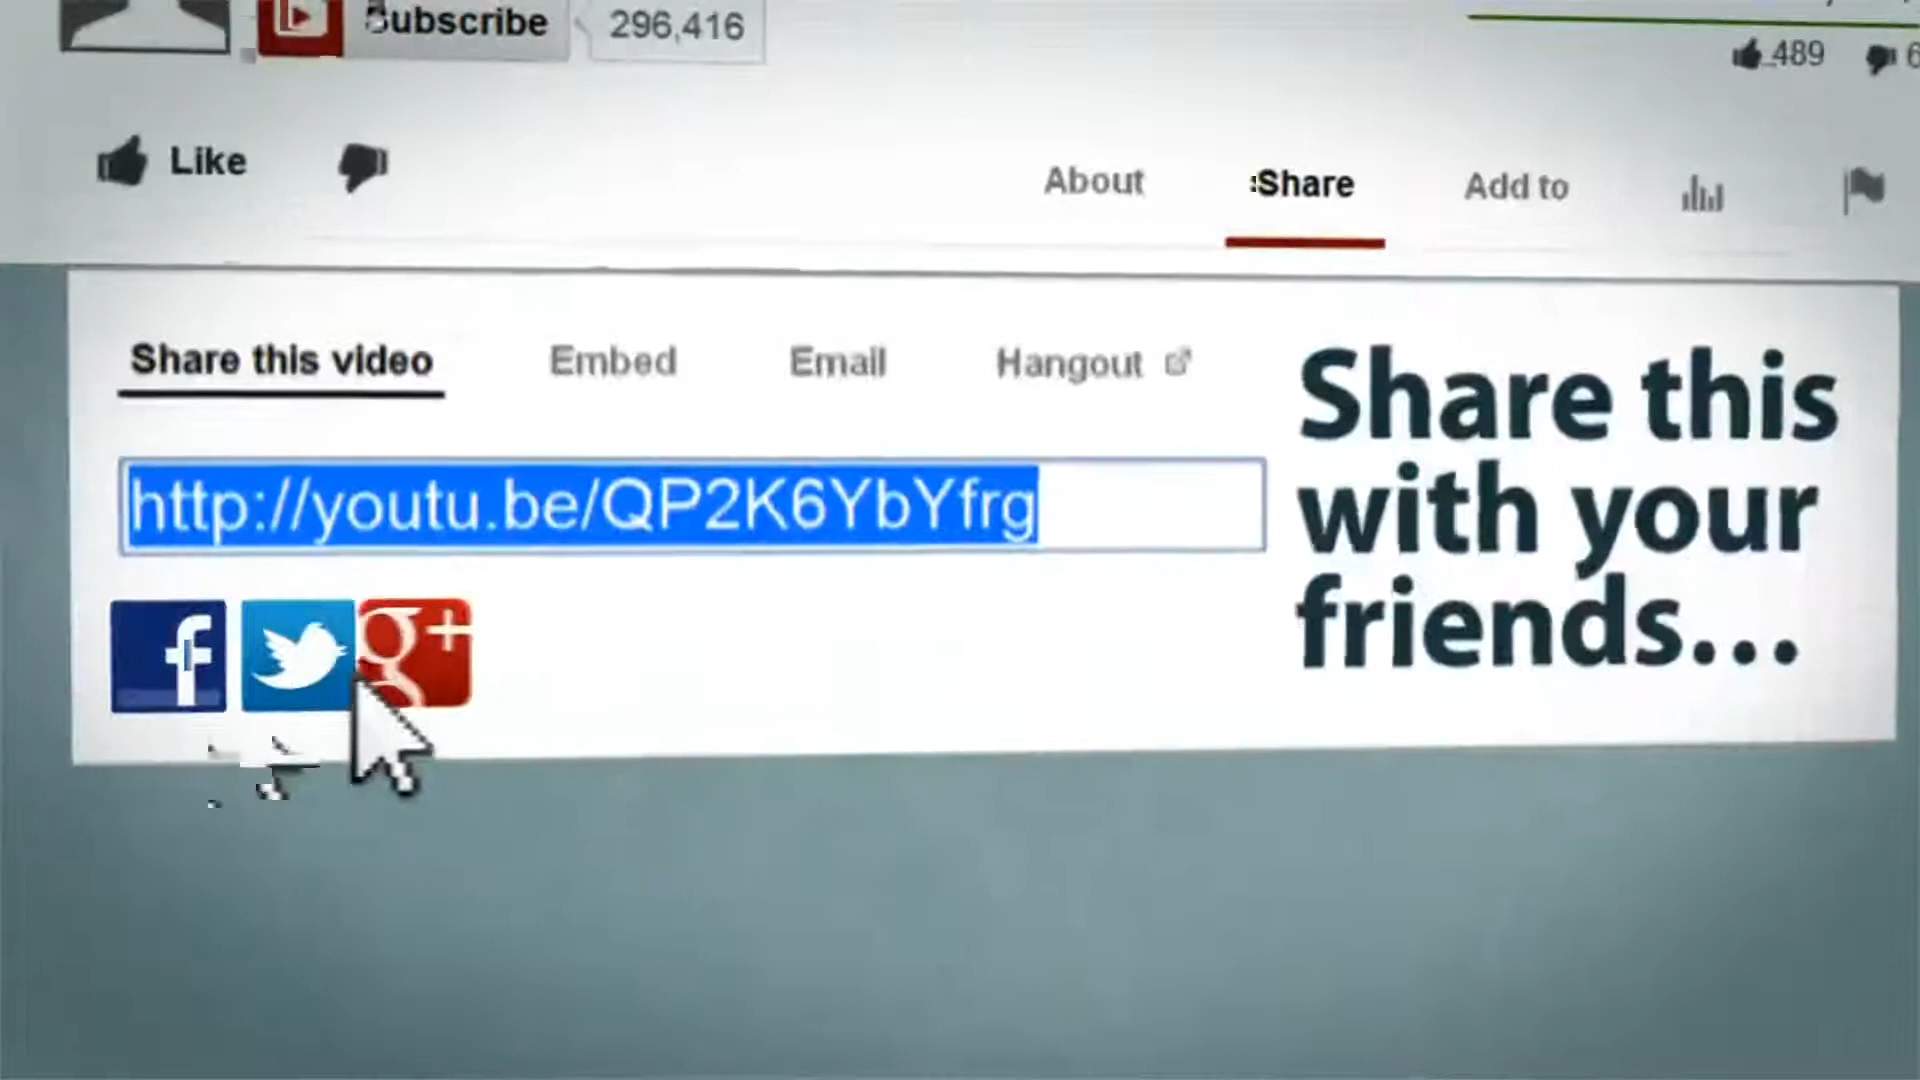 Subscribe 296,416
489 6
Like
About Share Add to
Share this video Embed Email Hangout
http://youtu.be/QP2K6YbYfrg
Share this
with your
friends...
f g+